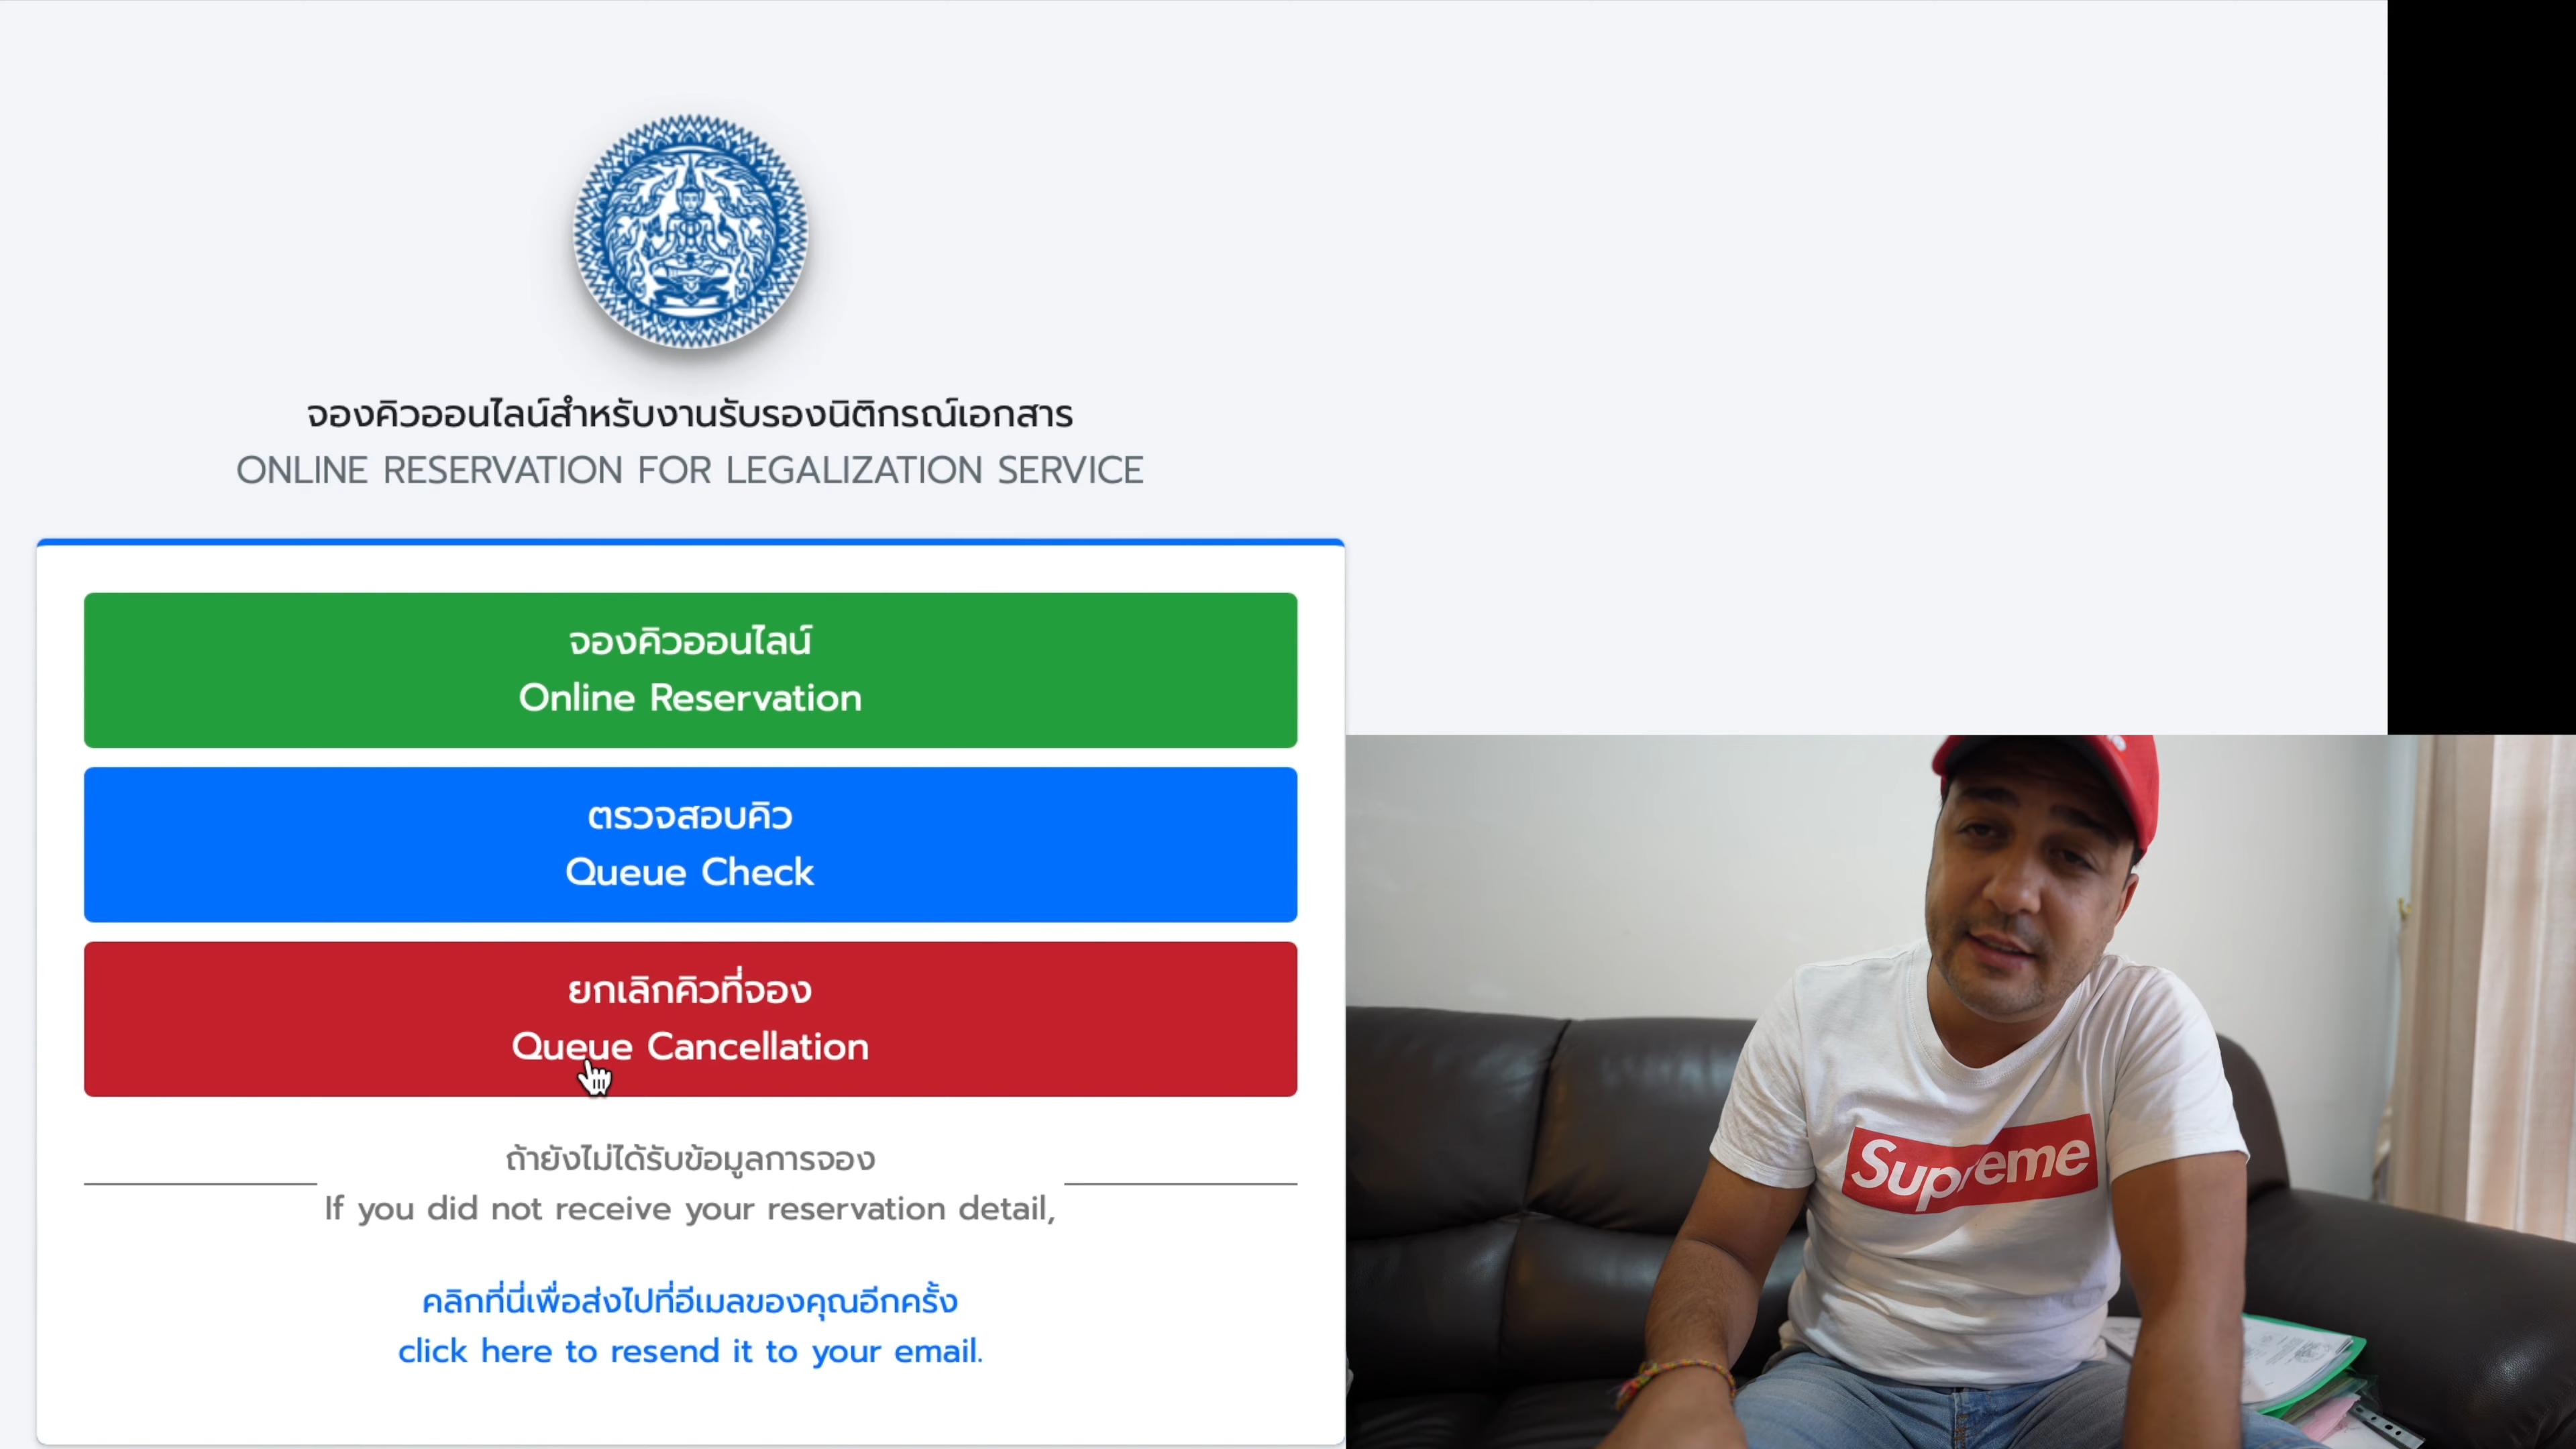 จองคิวออนไลน์สำหรับงานรับรองนิติกรณ์เอกสาร
ONLINE RESERVATION FOR LEGALIZATION SERVICE
จองคิวออนไลน์
Online Reservation
ตรวจสอบคิว
Queue Check
ยกเลิกคิวที่จอง
Queue Cancellation
ถ้ายังไม่ได้รับข้อมูลการจอง
If you did not receive your reservation detail,
คลิกที่นี่เพื่อส่งไปที่อีเมลของคุณอีกครั้ง
click here to resend it to your email.
Supreme